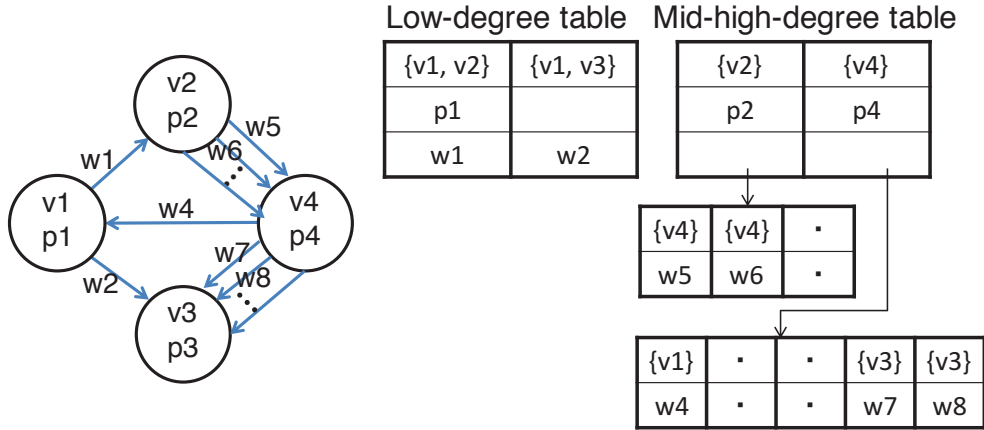 Low-degree table
Mid-high-degree table
v2
p2
w5
w6
w1
v1
p1
w4
v4
p4
w7
w8
w2
v3
p3
{v1, v2} {v1, v3}
p1
w1 w2
{v2} {v4}
p2 p4
{v4} {v4} ·
w5 w6 ·
{v1} · · {v3} {v3}
w4 · · w7 w8